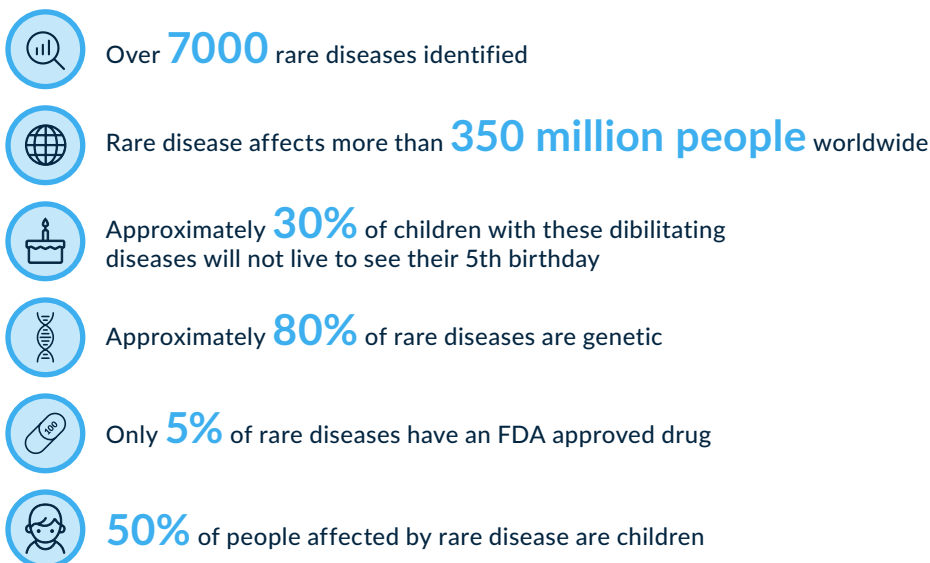 Over 7000 rare diseases identified
Rare disease affects more than 350 million people worldwide
Approximately 30% of children with these dibilitating
diseases will not live to see their 5th birthday
Approximately 80% of rare diseases are genetic
100
Only 5% of rare diseases have an FDA approved drug
50% of people affected by rare disease are children